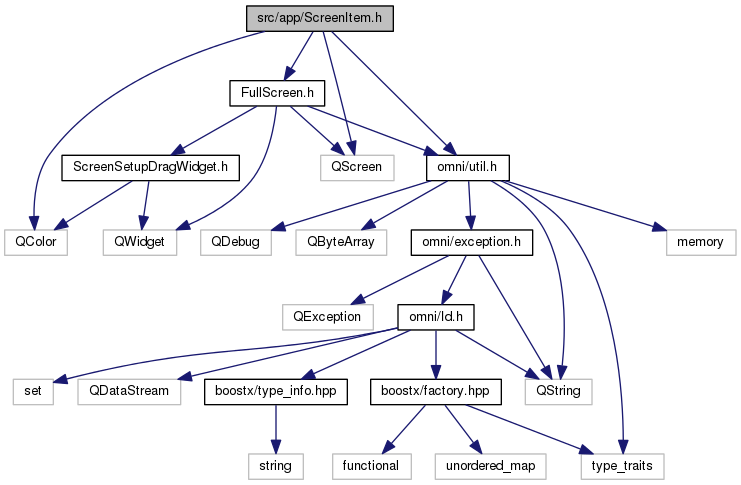 src/app/ScreenItem.h
FullScreen.h
ScreenSetupDragWidget.h
QScreen
omni/util.h
QColor
QWidget
QDebug
QByteArray
omni/exception.h
memory
QException
omni/Id.h
set
QDataStream
boostx/type_info.hpp
boostx/factory.hpp
QString
string
functional
unordered_map
type_traits